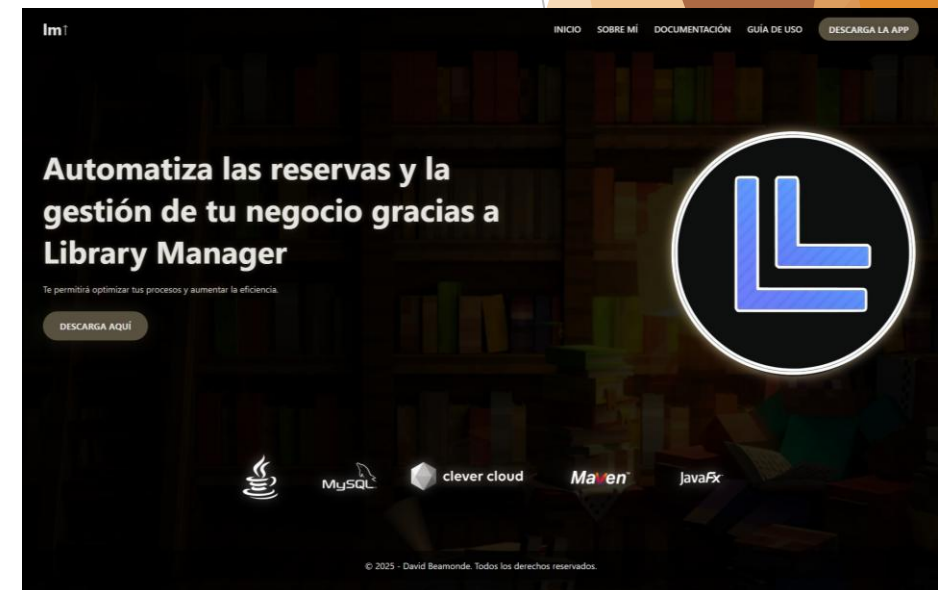 lm↑
INICIO SOBRE MÍ DOCUMENTACIÓN GUÍA DE USO DESCARGA LA APP
Automatiza las reservas y la
gestión de tu negocio gracias a
Library Manager
Te permitirá optimizar tus procesos y aumentar la eficiencia.
DESCARGA AQUÍ
MySQL clever cloud Maven JavaFx
© 2025 - David Beamonde. Todos los derechos reservados.